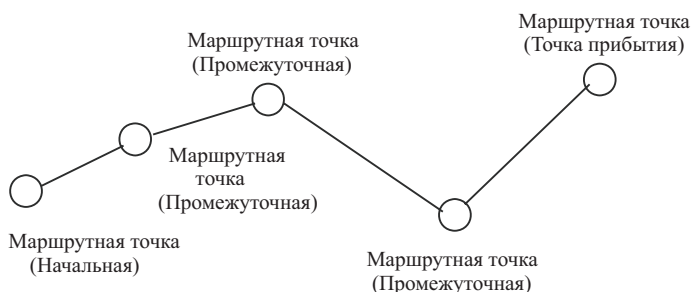 Маршрутная точка
(Точка прибытия)
Маршрутная точка
(Промежуточная)
Маршрутная
точка
(Промежуточная)
Маршрутная точка
(Начальная)
Маршрутная точка
(Промежуточная)